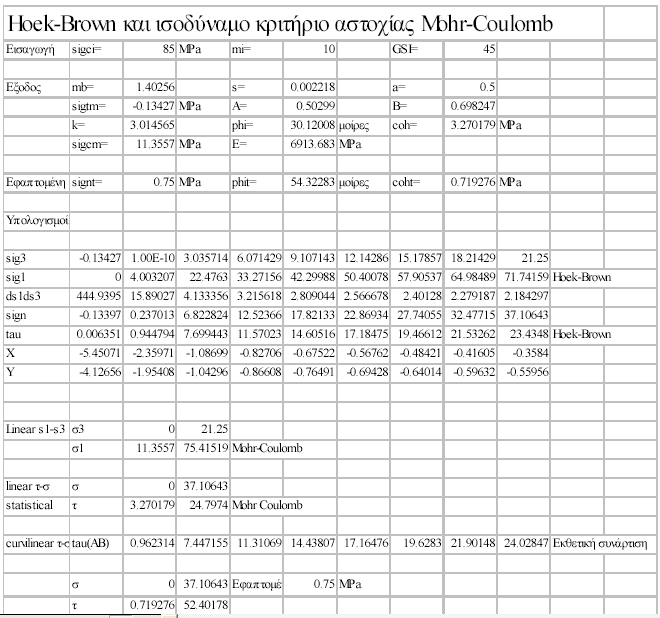 Hoek-Brown και ισοδύναμο κριτήριο αστοχίας Mohr-Coulomb
Εισαγωγή sigci= 85 MPa mi= 10 GSI= 45
Εξοδος mb= 1.40256 s= 0.002218 a= 0.5
sigtm= -0.13427 MPa A= 0.50299 B= 0.698247
k= 3.014565 phi= 30.12008 μοίρες coh= 3.270179 MPa
sigcm= 11.3557 MPa E= 6913.683 MPa
Εφαπτομένη signt= 0.75 MPa phit= 54.32283 μοίρες coht= 0.719276 MPa
Υπολογισμοί
sig3 -0.13427 1.00E-10 3.035714 6.071429 9.107143 12.14286 15.17857 18.21429 21.25
sig1 0 4.003207 22.4763 33.27156 42.29988 50.40078 57.90537 64.98489 71.74159 Hoek-Brown
ds1ds3 444.9395 15.89027 4.133356 3.215618 2.809044 2.566678 2.40128 2.279187 2.184297
sign -0.13397 0.237013 6.822824 12.52366 17.82133 22.86934 27.74055 32.47715 37.10643
tau 0.006351 0.944794 7.699443 11.57023 14.60516 17.18475 19.46612 21.53262 23.4348 Hoek-Brown
X -5.45071 -2.35971 -1.08699 -0.82706 -0.67522 -0.56762 -0.48421 -0.41605 -0.3584
Y -4.12656 -1.95408 -1.04296 -0.86608 -0.76491 -0.69428 -0.64014 -0.59632 -0.55956
Linear s1-s3 σ3 0 21.25
σ1 11.3557 75.41519 Mohr-Coulomb
linear τ-σ σ 0 37.10643
statistical τ 3.270179 24.7974 Mohr Coulomb
curvilinear τ-σ tau(AB) 0.962314 7.447155 11.31069 14.43807 17.16476 19.6283 21.90148 24.02847 Εκθετική συνάρτιση
σ 0 37.10643 Εφαπτομέ 0.75 MPa
τ 0.719276 52.40178